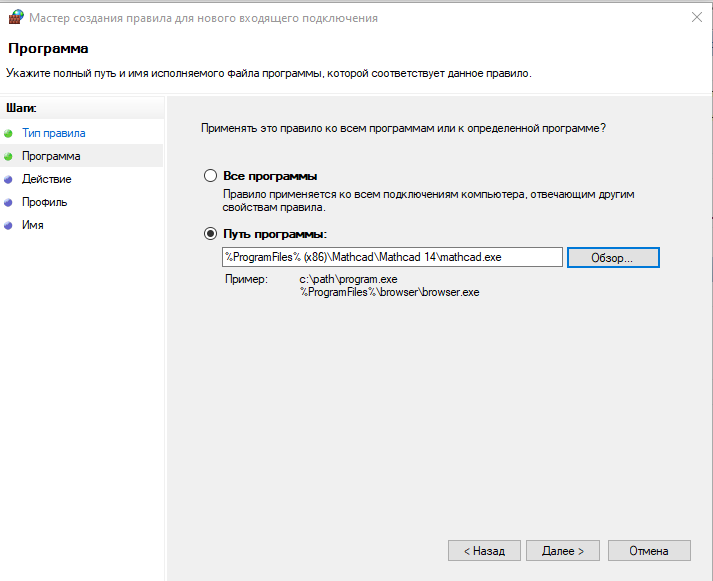 Мастер создания правила для нового входящего подключения
Программа
Укажите полный путь и имя исполняемого файла программы, которой соответствует данное правило.
Шаги:
Тип правила
Программа
Действие
Профиль
Имя
Применять это правило ко всем программам или к определенной программе?
Все программы
Правило применяется ко всем подключениям компьютера, отвечающим другим
свойствам правила.
Путь программы:
%ProgramFiles% (x86)\Mathcad\Mathcad 14\mathcad.exe
Обзор...
Пример:
c:\path\program.exe
%ProgramFiles%\browser\browser.exe
< Назад
Далее >
Отмена